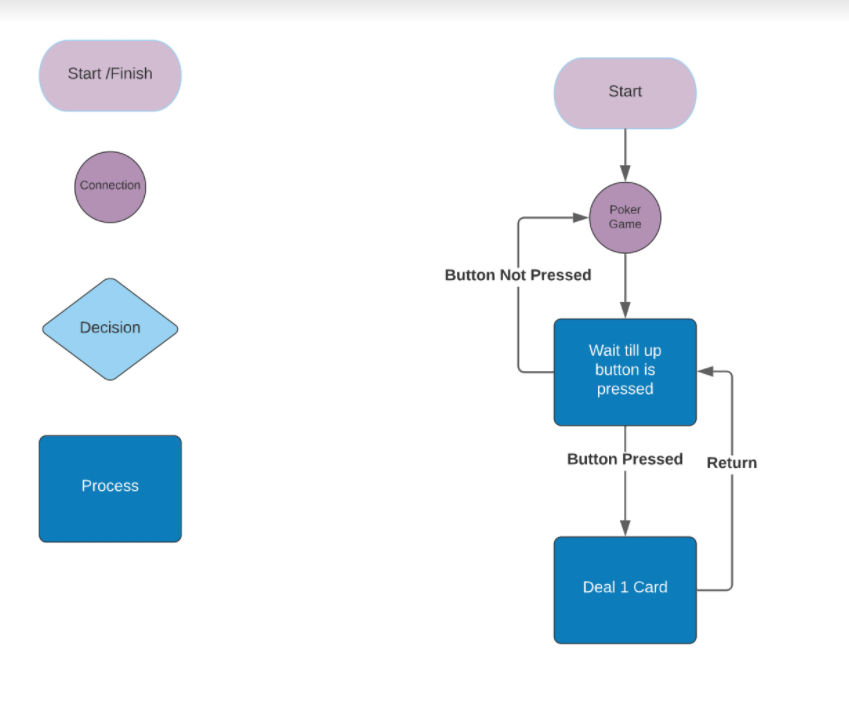 Start /Finish
Connection
Decision
Process
Start
Poker
Game
Button Not Pressed
Wait till up
button is
pressed
Button Pressed
Return
Deal 1 Card